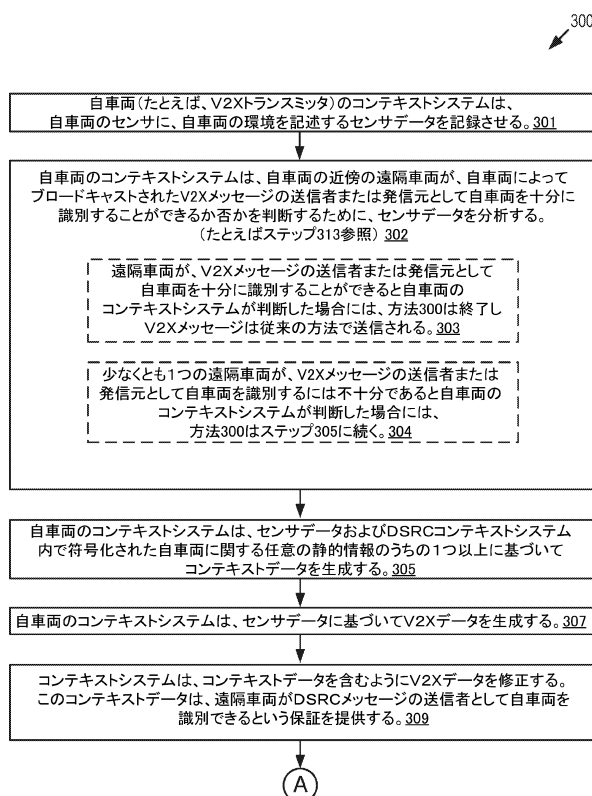 300
自車両(たとえば、V2Xトランスミッタ)のコンテキストシステムは、
自車両のセンサに、自車両の環境を記述するセンサデータを記録させる。301
自車両のコンテキストシステムは、自車両の近傍の遠隔車両が、自車両によって
ブロードキャストされたV2Xメッセージの送信者または発信元として自車両を十分に
識別することができるか否かを判断するために、センサデータを分析する。
(たとえばステップ313参照) 302
遠隔車両が、V2Xメッセージの送信者または発信元として
自車両を十分に識別することができると自車両の
コンテキストシステムが判断した場合には、方法300は終了し
V2Xメッセージは従来の方法で送信される。303
少なくとも1つの遠隔車両が、V2Xメッセージの送信者または
発信元として自車両を識別するには不十分であると自車両の
コンテキストシステムが判断した場合には、
方法300はステップ305に続く。304
自車両のコンテキストシステムは、センサデータおよびDSRCコンテキストシステム
内で符号化された自車両に関する任意の静的情報のうちの1つ以上に基づいて
コンテキストデータを生成する。305
自車両のコンテキストシステムは、センサデータに基づいてV2Xデータを生成する。307
コンテキストシステムは、コンテキストデータを含むようにV2Xデータを修正する。
このコンテキストデータは、遠隔車両がDSRCメッセージの送信者として自車両を
識別できるという保証を提供する。309
A